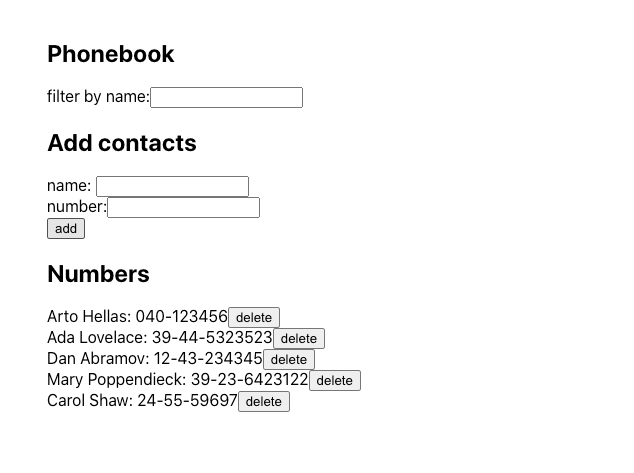 Phonebook
filter by name:
Add contacts
name:
number:
add
Numbers
Arto Hellas: 040-123456 delete
Ada Lovelace: 39-44-5323523 delete
Dan Abramov: 12-43-234345 delete
Mary Poppendieck: 39-23-6423122 delete
Carol Shaw: 24-55-59697 delete